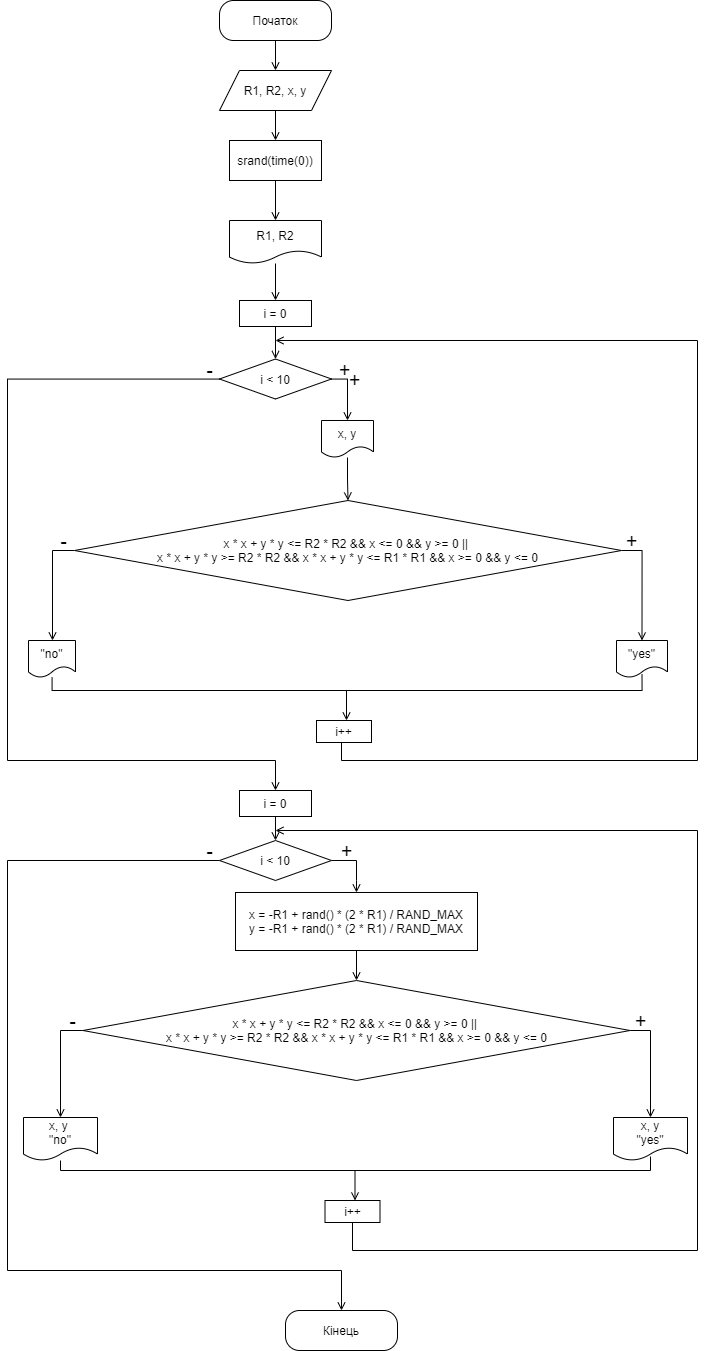 Початок
R1, R2, x, y
srand(time(0))
R1, R2
i = 0
-
i < 10
+
+
x, y
-
x * x + y * y <= R2 * R2 && x <= 0 && y >= 0 ||
x * x + y * y >= R2 * R2 && x * x + y * y <= R1 * R1 && x >= 0 && y <= 0
+
"no"
"yes"
i++
i = 0
-
i < 10
+
x = -R1 + rand() * (2 * R1) / RAND_MAX
y = -R1 + rand() * (2 * R1) / RAND_MAX
-
x * x + y * y <= R2 * R2 && x <= 0 && y >= 0 ||
x * x + y * y >= R2 * R2 && x * x + y * y <= R1 * R1 && x >= 0 && y <= 0
+
x, y
"no"
x, y
"yes"
i++
Кінець